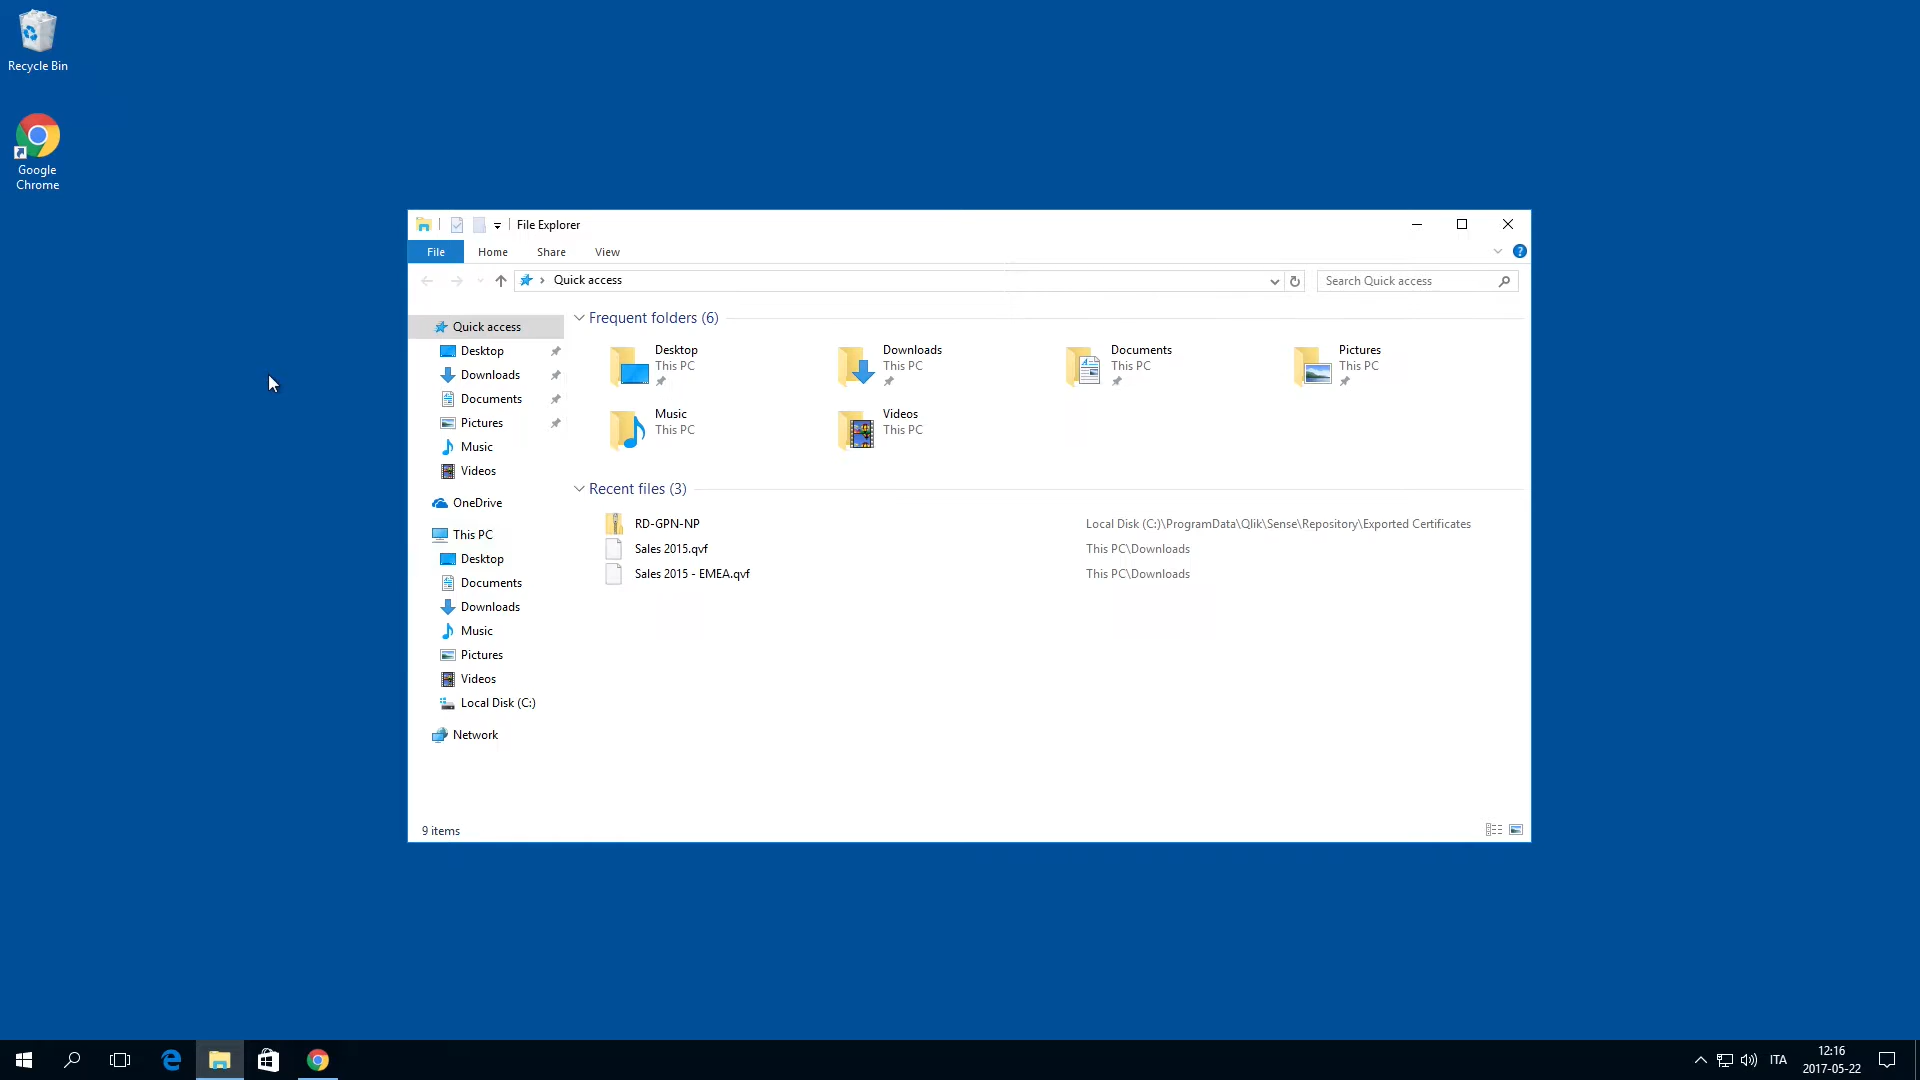 Recycle Bin
Google
Chrome
File Explorer
File
Home
Share
View
Quick access
Search Quick access
Quick access
Desktop
Downloads
Documents
Pictures
Music
Videos
OneDrive
This PC
Desktop
Documents
Downloads
Music
Pictures
Videos
Local Disk (C:)
Network
Frequent folders (6)
Desktop
This PC
Downloads
This PC
Documents
This PC
Pictures
This PC
Music
This PC
Videos
This PC
Recent files (3)
RD-GPN-NP
Local Disk (C:)\ProgramData\Qlik\Sense\Repository\Exported Certificates
Sales 2015.qvf
This PC\Downloads
Sales 2015 - EMEA.qvf
This PC\Downloads
9 items
ITA
12:16
2017-05-22